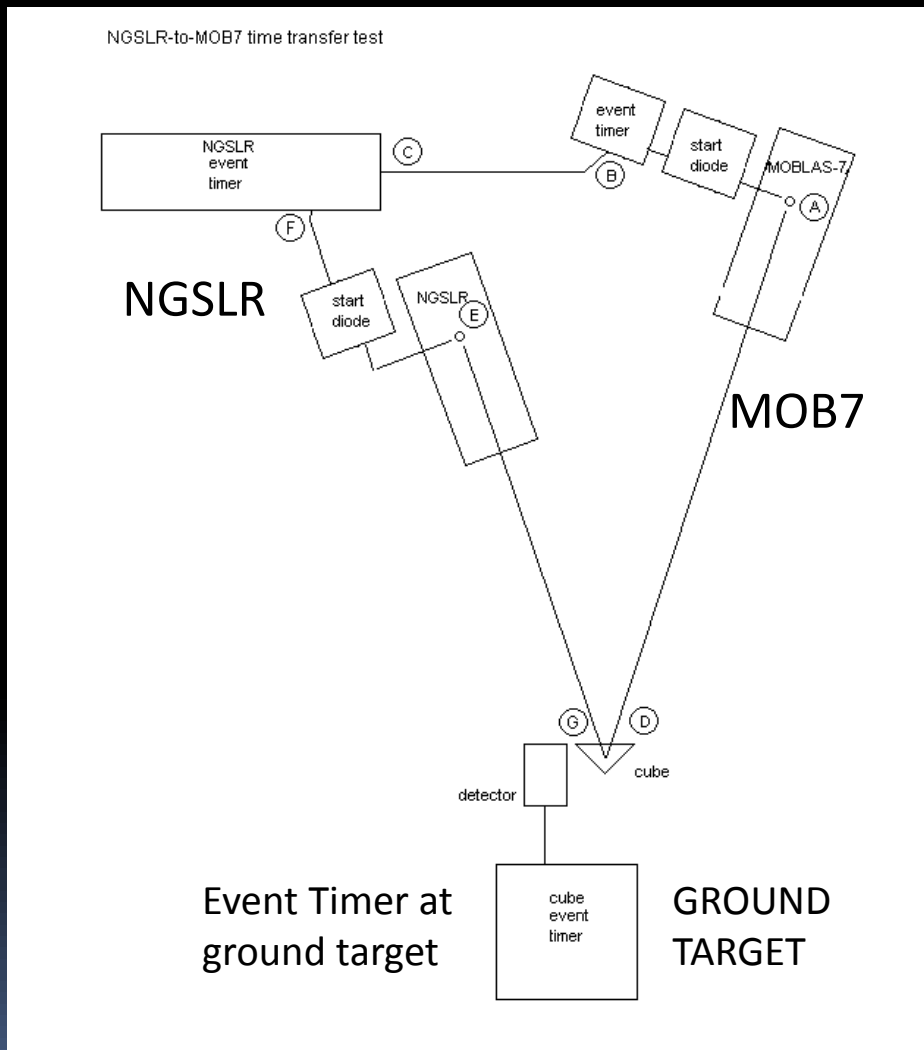 NGSLR-to-MOB7 time transfer test
event
timer
start
diode
MOBLAS-7
NGSLR
event
timer
C
B
A
F
NGSLR
start
diode
NGSLR
E
MOB7
G
D
cube
detector
Event Timer at
ground target
cube
event
timer
GROUND
TARGET